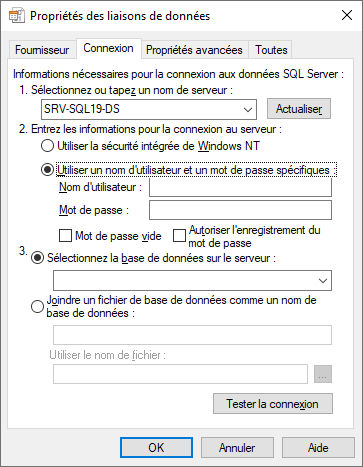 Propriétés des liaisons de données
Fournisseur Connexion Propriétés avancées Toutes
Informations nécessaires pour la connexion aux données SQL Server :
1. Sélectionnez ou tapez un nom de serveur :
SRV-SQL19-DS Actualiser
2. Entrez les informations pour la connexion au serveur :
Utiliser la sécurité intégrée de Windows NT
Utiliser un nom d'utilisateur et un mot de passe spécifiques :
Nom d'utilisateur :
Mot de passe :
Mot de passe vide Autoriser l'enregistrement du
mot de passe
3. Sélectionnez la base de données sur le serveur :
Joindre un fichier de base de données comme un nom de
base de données :
Utiliser le nom de fichier :
...
Tester la connexion
OK Annuler Aide